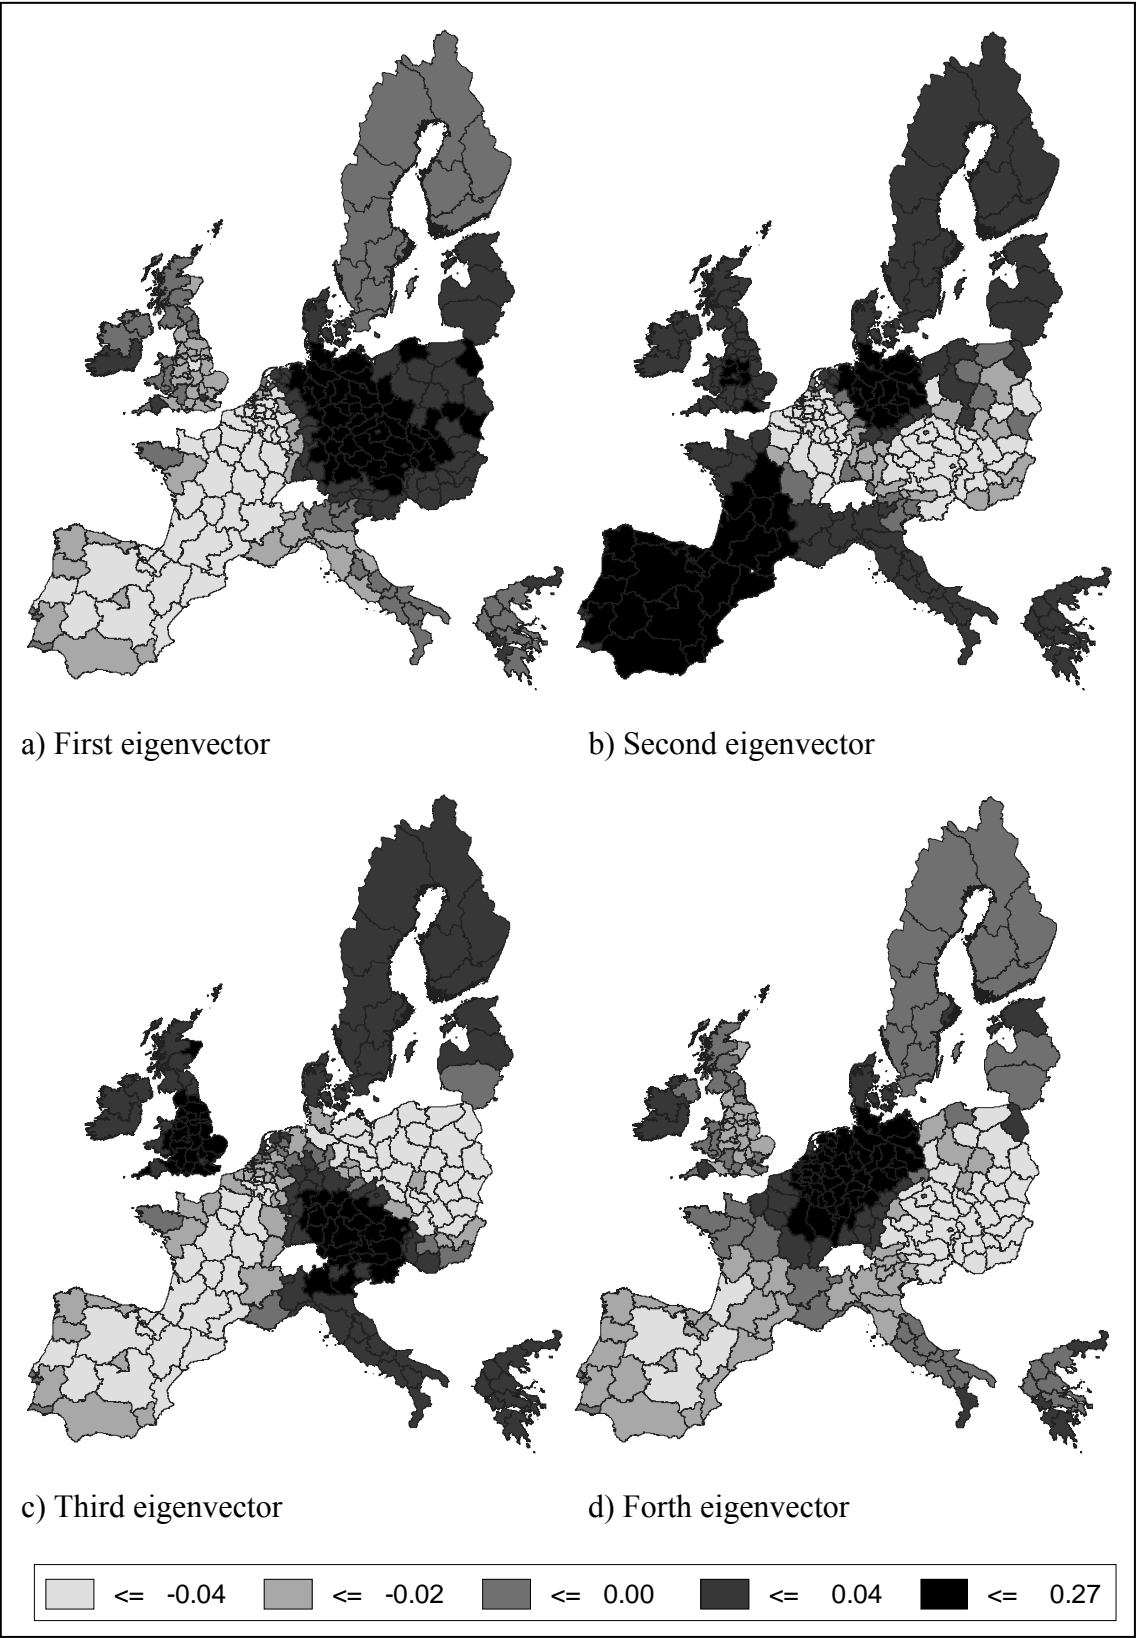 a) First eigenvector
b) Second eigenvector
c) Third eigenvector
d) Forth eigenvector
<= -0.04 <= -0.02 <= 0.00 <= 0.04 <= 0.27